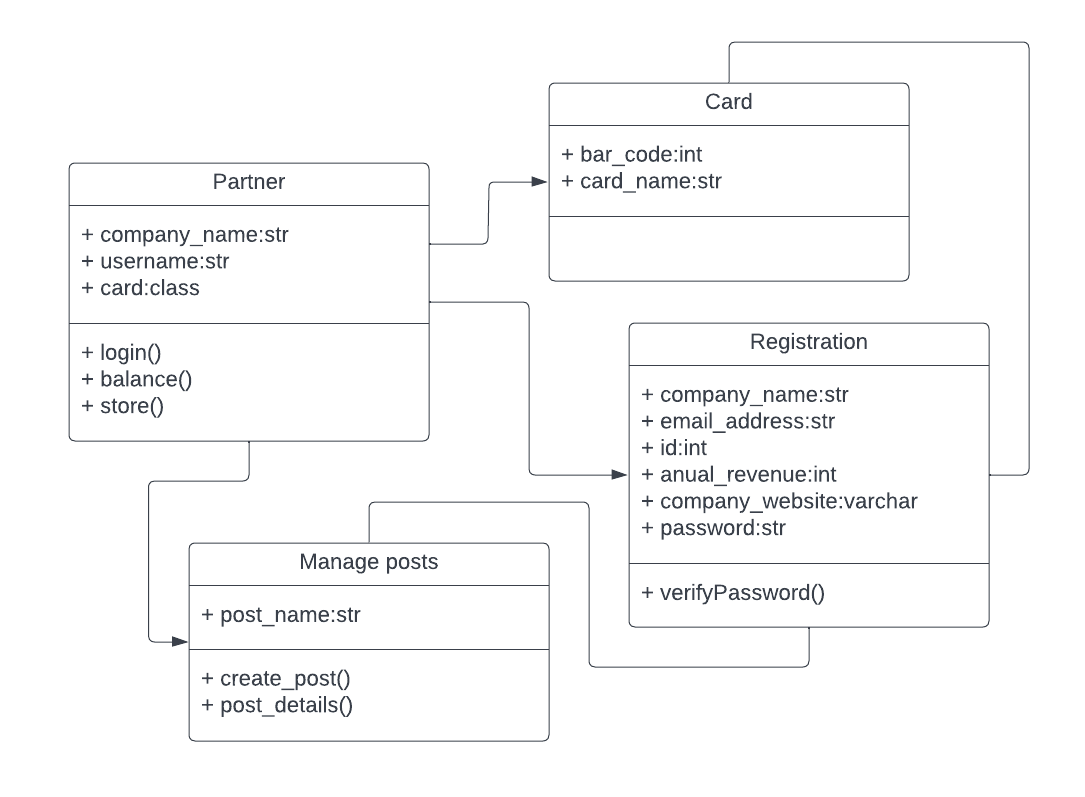 Card
+ bar_code:int
+ card_name:str
Partner
+ company_name:str
+ username:str
+ card:class
+ login()
+ balance()
+ store()
Registration
+ company_name:str
+ email_address:str
+ id:int
+ anual_revenue:int
+ company_website:varchar
+ password:str
+ verifyPassword()
Manage posts
+ post_name:str
+ create_post()
+ post_details()